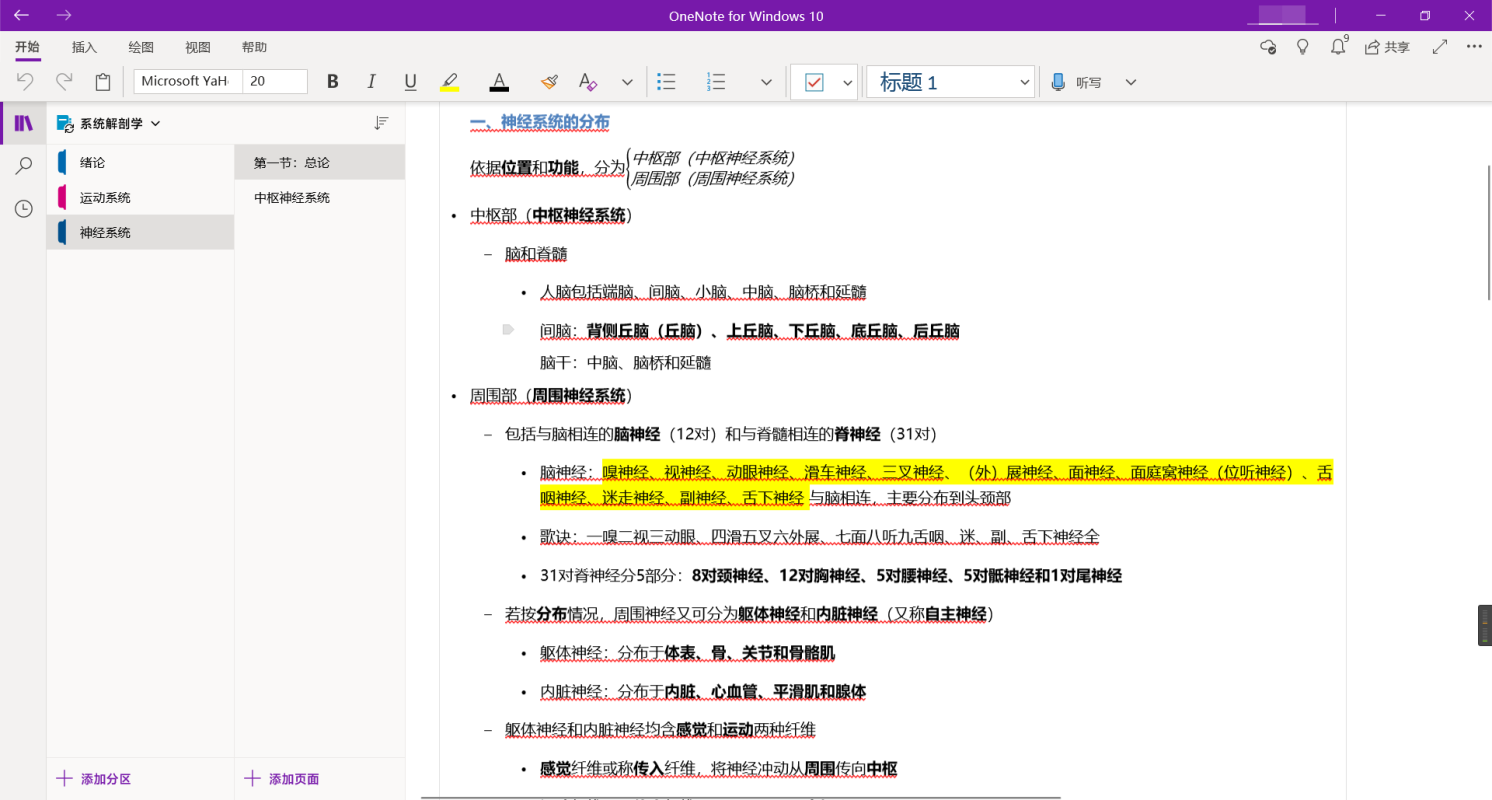 OneNote for Windows 10
开始 插入 绘图 视图 帮助
9
共享
Microsoft YaH
20
B I U A A
标题 1
听写
系统解剖学
绪论
运动系统
神经系统
第一节：总论
中枢神经系统
添加分区
添加页面
一、神经系统的分布
依据位置和功能，分为
中枢部（中枢神经系统）
周围部（周围神经系统）
• 中枢部（中枢神经系统）
– 脑和脊髓
• 人脑包括端脑、间脑、小脑、中脑、脑桥和延髓
间脑：背侧丘脑（丘脑）、上丘脑、下丘脑、底丘脑、后丘脑
脑干：中脑、脑桥和延髓
• 周围部（周围神经系统）
– 包括与脑相连的脑神经（12对）和与脊髓相连的脊神经（31对）
• 脑神经：嗅神经、视神经、动眼神经、滑车神经、三叉神经、（外）展神经、面神经、面庭窝神经（位听神经）、舌
咽神经、迷走神经、副神经、舌下神经 与脑相连，主要分布到头颈部
• 歌诀：一嗅二视三动眼、四滑五叉六外展、七面八听九舌咽、迷、副、舌下神经全
• 31对脊神经分5部分：8对颈神经、12对胸神经、5对腰神经、5对骶神经和1对尾神经
– 若按分布情况，周围神经又可分为躯体神经和内脏神经（又称自主神经）
• 躯体神经：分布于体表、骨、关节和骨骼肌
• 内脏神经：分布于内脏、心血管、平滑肌和腺体
– 躯体神经和内脏神经均含感觉和运动两种纤维
• 感觉纤维或称传入纤维，将神经冲动从周围传向中枢